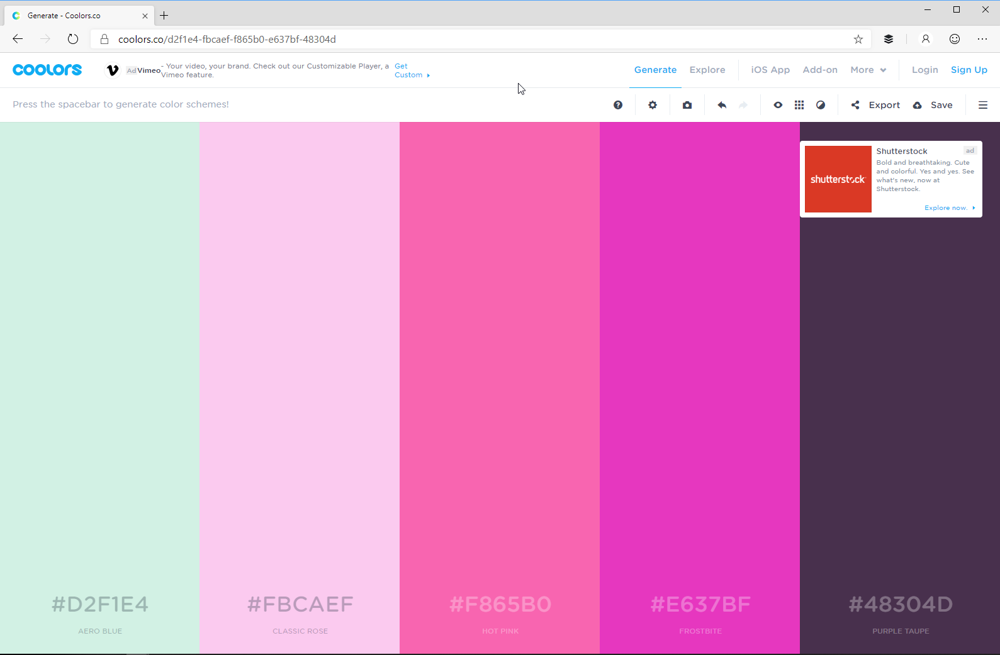 Generate - Coolors.co
coolors.co/d2f1e4-fbcaef-f865b0-e637bf-48304d
coolors
Ad Vimeo - Your video, your brand. Check out our Customizable Player, a
Vimeo feature.
Get
Custom
Generate Explore iOS App Add-on More Login Sign Up
Press the spacebar to generate color schemes!
Export Save
shutterstock
Shutterstock ad
Bold and breathtaking. Cute
and colorful. Yes and yes. See
what's new, now at
Shutterstock.
Explore now.
#D2F1E4 #FBCAEF #F865B0 #E637BF #48304D
AERO BLUE CLASSIC ROSE HOT PINK FROSTBITE PURPLE TAUPE